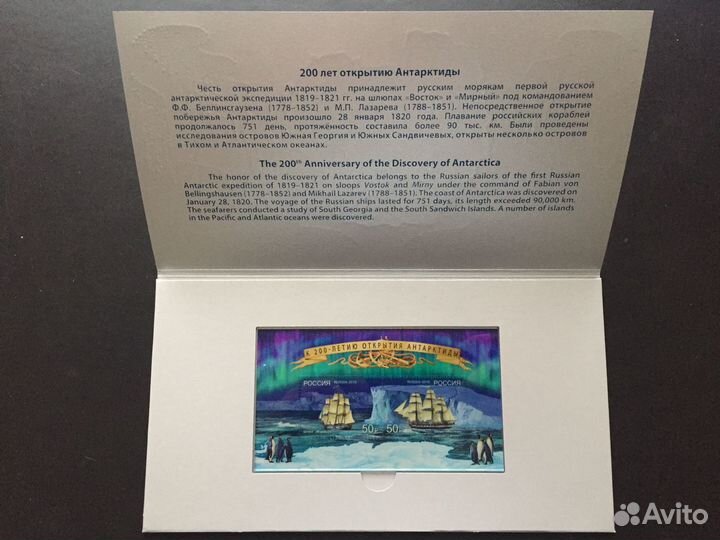 200 лет открытию Антарктиды
Честь открытия Антарктиды принадлежит русским морякам первой русской
антарктической экспедиции 1819–1821 гг. на шлюпах «Восток» и «Мирный» под командованием
Ф.Ф. Беллинсгаузена (1778–1852) и М.П. Лазарева (1788–1851). Непосредственное открытие
побережья Антарктиды произошло 28 января 1820 года. Плавание российских кораблей
продолжалось 751 день, протяжённость составила более 90 тыс. км. Были проведены
исследования островов Южная Георгия и Южных Сандвичевых, открыты несколько островов
в Тихом и Атлантическом океанах.
The 200th Anniversary of the Discovery of Antarctica
The honor of the discovery of Antarctica belongs to the Russian sailors of the first Russian
Antarctic expedition of 1819–1821 on sloops Vostok and Mirny under the command of Fabian von
Bellingshausen (1778–1852) and Mikhail Lazarev (1788–1851). The coast of Antarctica was discovered on
January 28, 1820. The voyage of the Russian ships lasted for 751 days, its length exceeded 90,000 km.
The seafarers conducted a study of South Georgia and the South Sandwich Islands. A number of islands
in the Pacific and Atlantic oceans were discovered.
К 200-ЛЕТИЮ ОТКРЫТИЯ АНТАРКТИДЫ
РОССИЯ RUSSIA РОССИЯ
50 р 50 р
Avito